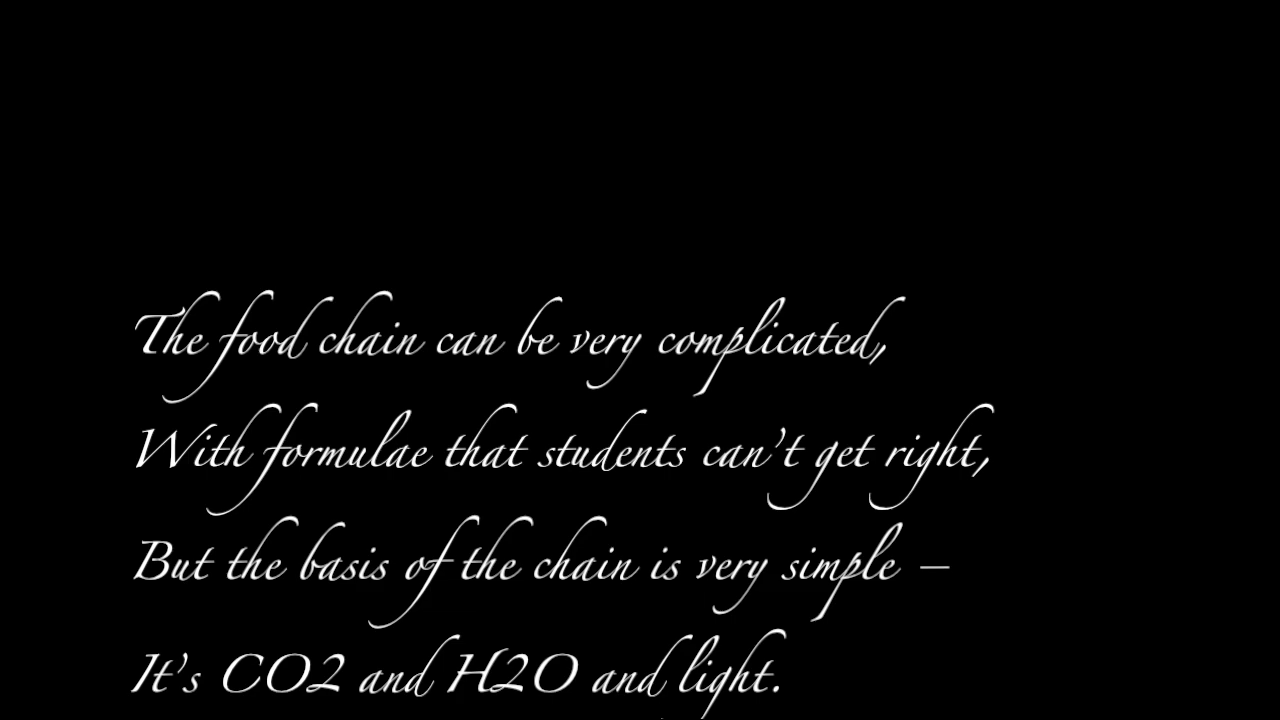 The food chain can be very complicated,
With formulae that students can't get right,
But the basis of the chain is very simple –
It's CO2 and H2O and light.